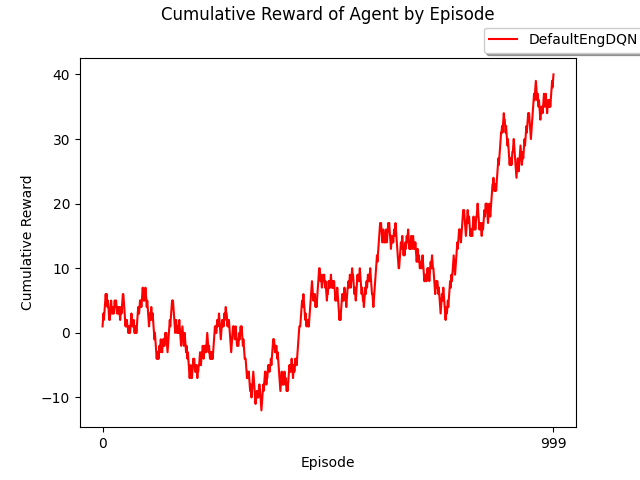 Cumulative Reward of Agent by Episode
DefaultEngDQN
40
30
20
10
0
−10
Cumulative Reward
0
999
Episode